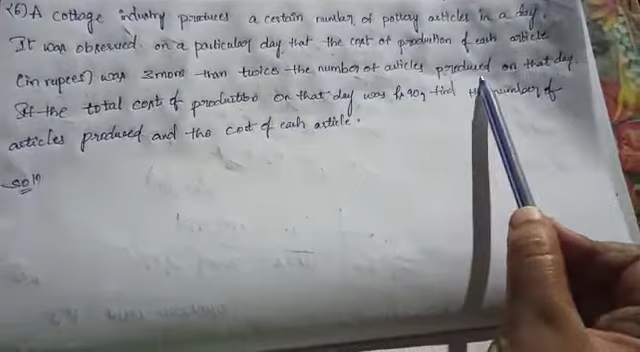 (6) A cottage industry produces a certain number of pottery articles in a day.
It was observed on a particular day that the cost of production of each article
(in rupees) was 3 more than twice the number of articles produced on that day.
If the total cost of production on that day was Rs 90, find the number of
articles produced and the cost of each article.
Soln